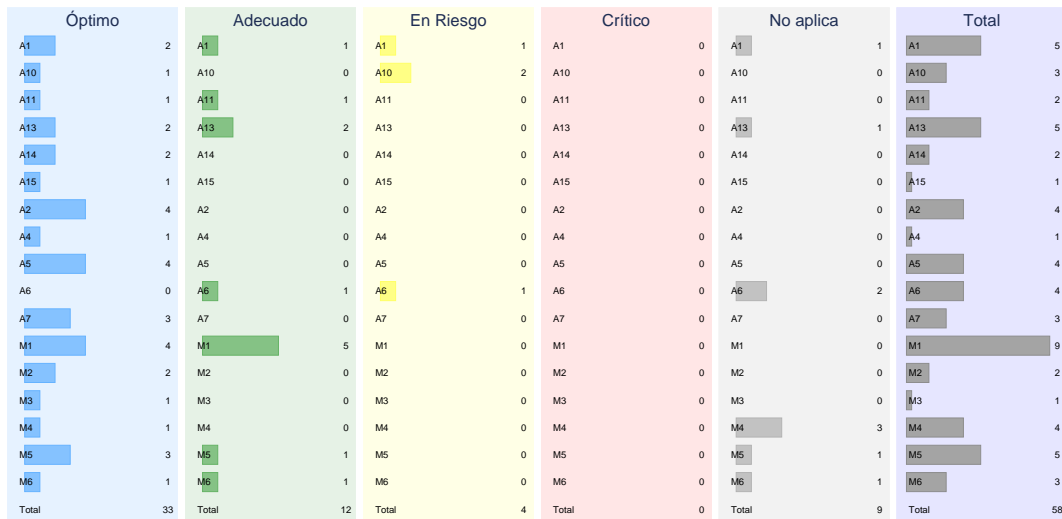 Óptimo Adecuado En Riesgo Crítico No aplica Total
A1 2 A1 1 A1 1 A1 0 A1 1 A1 5
A10 1 A10 0 A10 2 A10 0 A10 0 A10 3
A11 1 A11 1 A11 0 A11 0 A11 0 A11 2
A13 2 A13 2 A13 0 A13 0 A13 1 A13 5
A14 2 A14 0 A14 0 A14 0 A14 0 A14 2
A15 1 A15 0 A15 0 A15 0 A15 0 A15 1
A2 4 A2 0 A2 0 A2 0 A2 0 A2 4
A4 1 A4 0 A4 0 A4 0 A4 0 A4 1
A5 4 A5 0 A5 0 A5 0 A5 0 A5 4
A6 0 A6 1 A6 1 A6 0 A6 2 A6 4
A7 3 A7 0 A7 0 A7 0 A7 0 A7 3
M1 4 M1 5 M1 0 M1 0 M1 0 M1 9
M2 2 M2 0 M2 0 M2 0 M2 0 M2 2
M3 1 M3 0 M3 0 M3 0 M3 0 M3 1
M4 1 M4 0 M4 0 M4 0 M4 3 M4 4
M5 3 M5 1 M5 0 M5 0 M5 1 M5 5
M6 1 M6 1 M6 0 M6 0 M6 1 M6 3
Total 33 Total 12 Total 4 Total 0 Total 9 Total 58